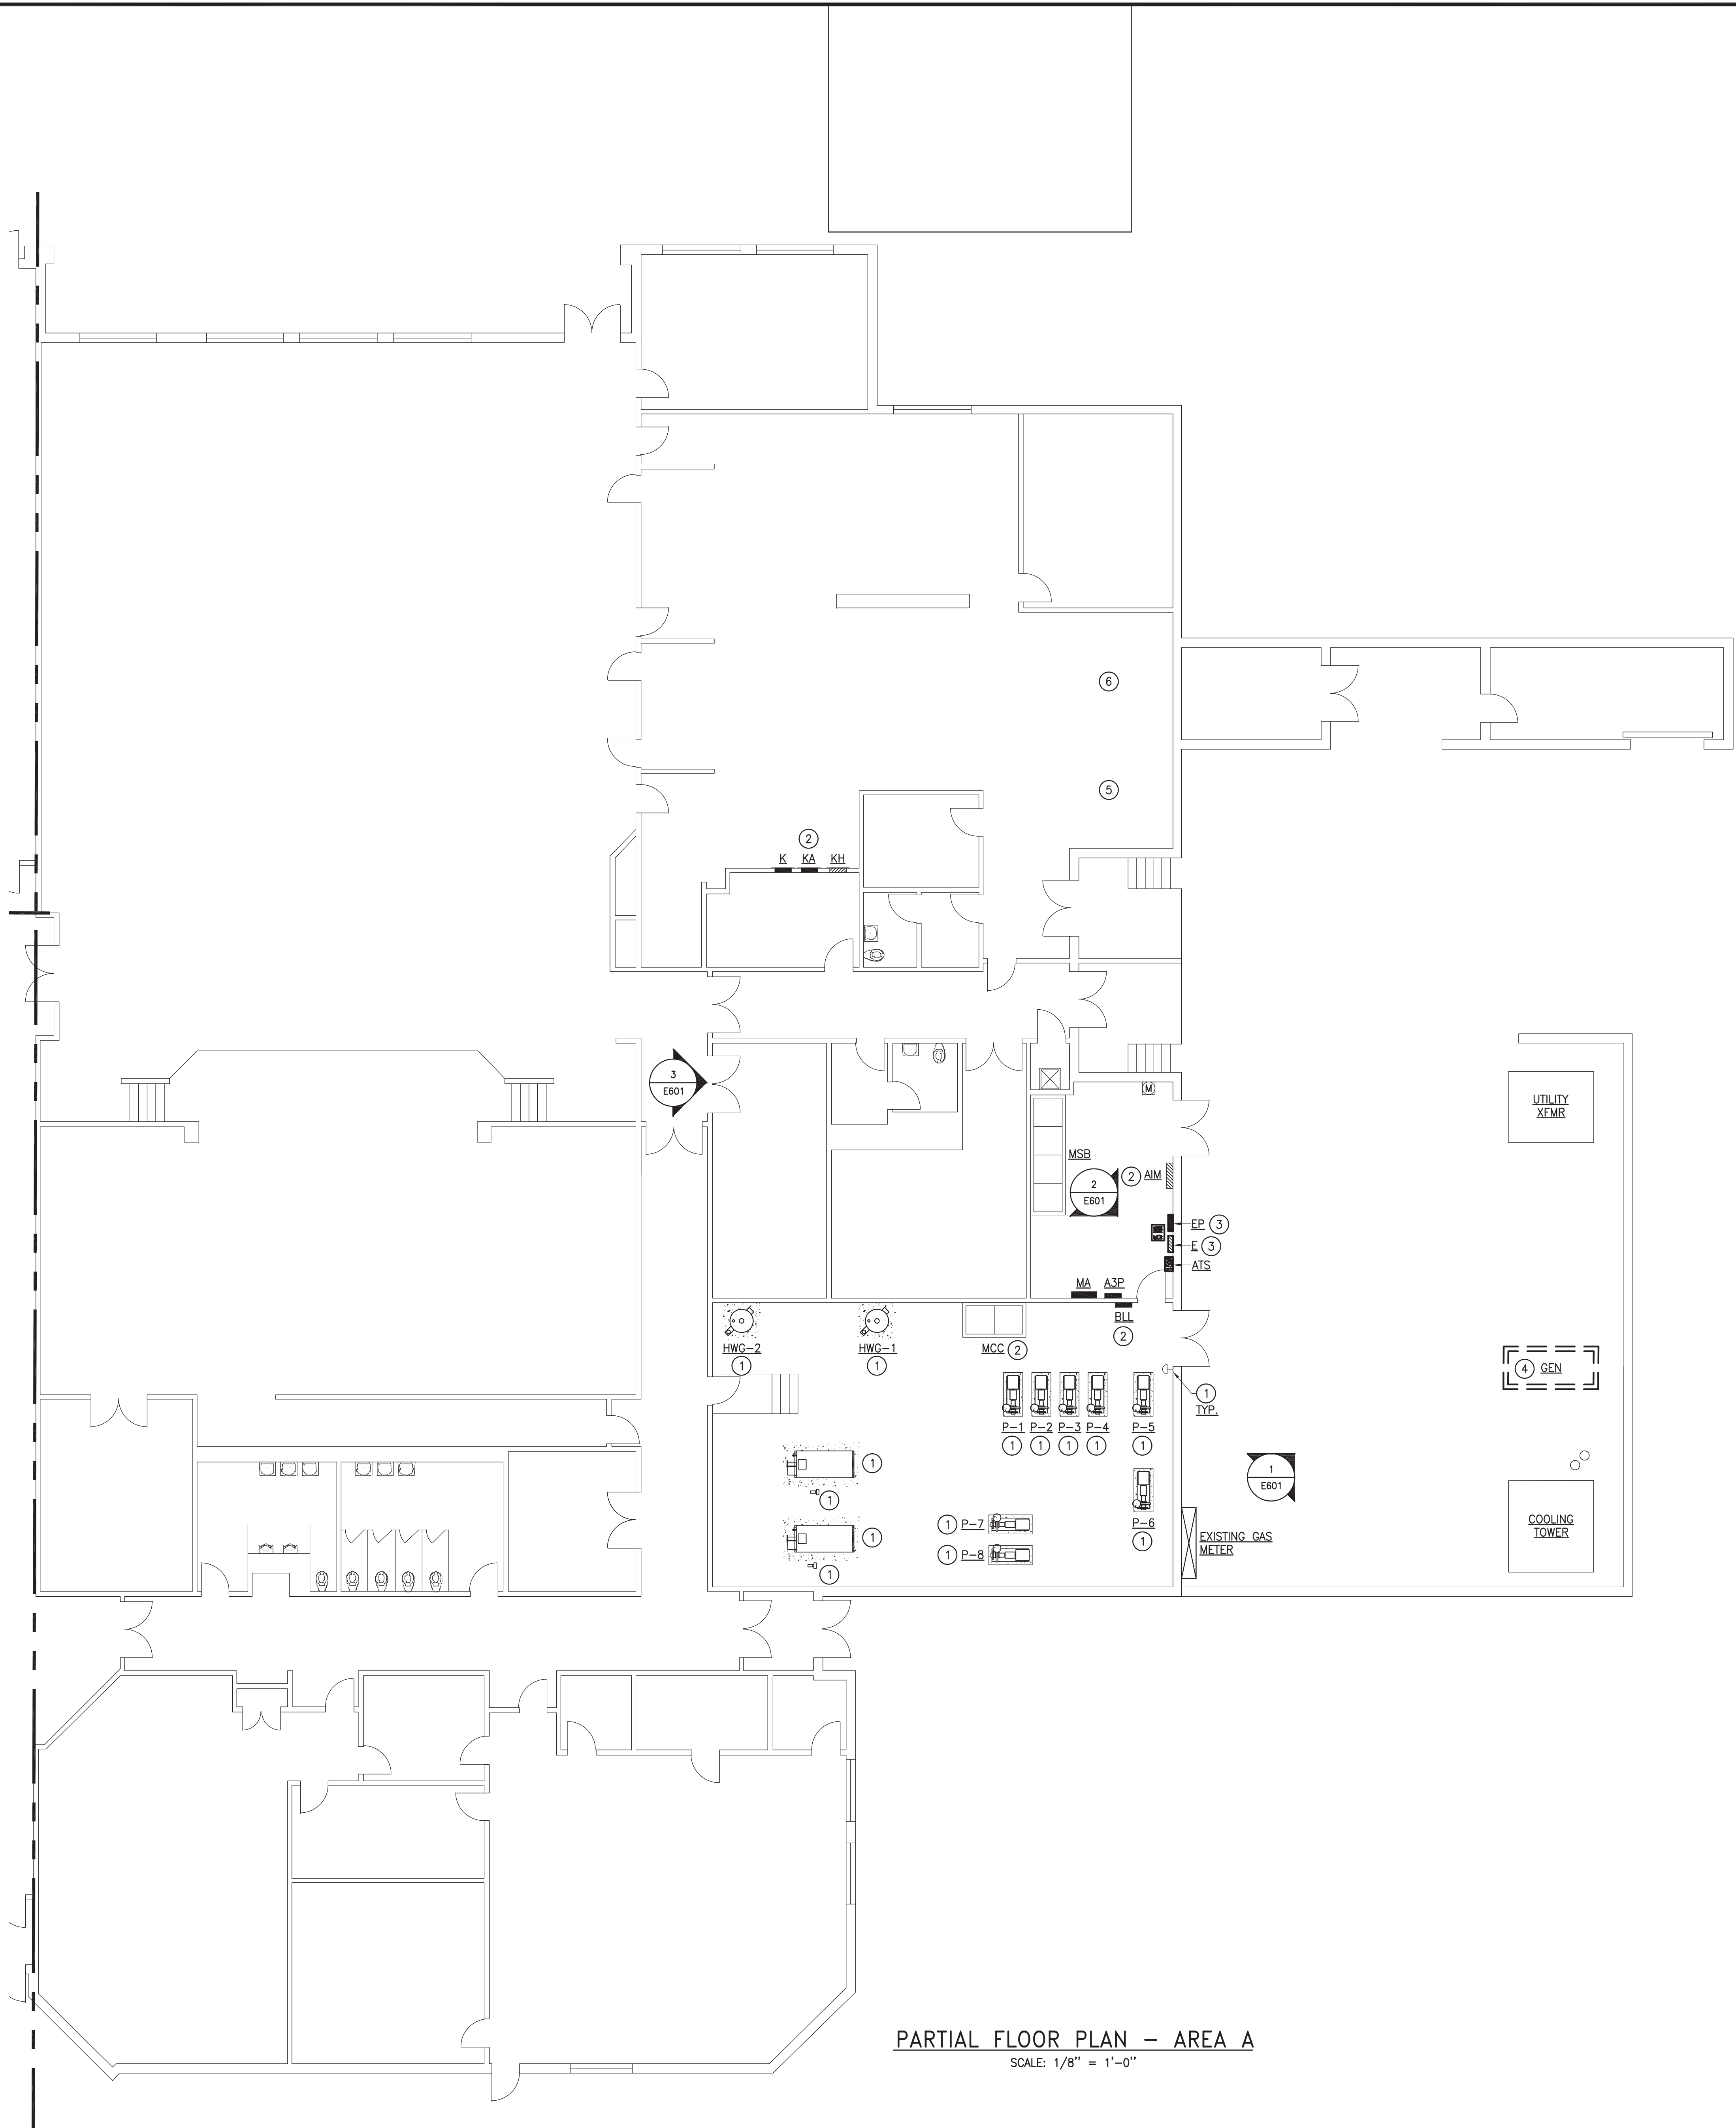 6
5
2
K KA KH
3
E601
M
UTILITY
XFMR
MSB
2
E601
2 AIM
EP 3
E 3
ATS
MA A3P
BLL
2
HWG-2
1
HWG-1
1
MCC 2
4 GEN
1
TYP.
P-1 P-2 P-3 P-4 P-5
1 1 1 1 1
1
1
1
1
1
E601
P-6
1
1 P-7
1 P-8
EXISTING GAS
METER
COOLING
TOWER
PARTIAL FLOOR PLAN - AREA A
SCALE: 1/8" = 1'-0"